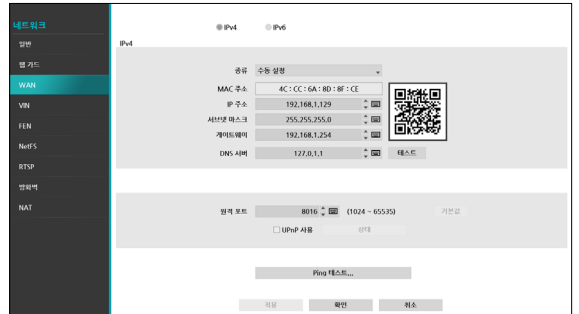 네트워크
일반
웹 가드
WAN
VIN
FEN
NetFS
RTSP
방화벽
NAT
IPv4 IPv6
IPv4
종류 수동 설정
MAC 주소 4C : CC : 6A : 8D : 8F : CE
IP 주소 192.168.1.129
서브넷 마스크 255.255.255.0
게이트웨이 192.168.1.254
DNS 서버 127.0.1.1 테스트
원격 포트 8016 (1024 ~ 65535) 기본값
UPnP 사용 상태
Ping 테스트...
적용 확인 취소